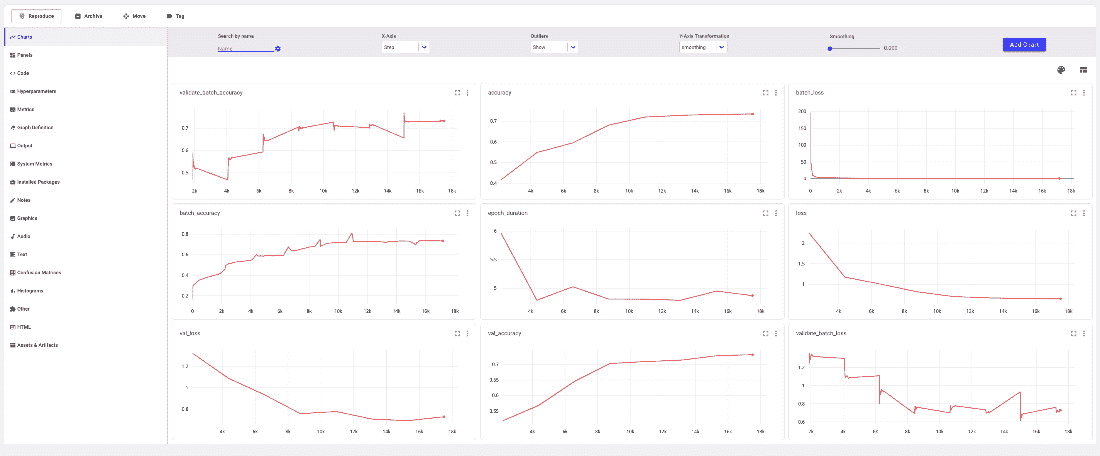 Reproduce Archive Move Tag
Charts
Panels
Code
Hyperparameters
Metrics
Graph Definition
Output
System Metrics
Installed Packages
Notes
Graphics
Audio
Text
Confusion Matrices
Histograms
Other
HTML
Assets & Artifacts
Search by name X-Axis Outliers Y-Axis Transformation Smoothing
Name Step Show smoothing 0.000 Add Chart
validate_batch_accuracy
0.7
0.6
0.5
2k 4k 6k 8k 10k 12k 14k 16k 18k
accuracy
0.7
0.6
0.5
0.4
4k 6k 8k 10k 12k 14k 16k 18k
batch_loss
200
150
100
50
0
0 2k 4k 6k 8k 10k 12k 14k 16k 18k
batch_accuracy
0.8
0.6
0.4
0.2
0 2k 4k 6k 8k 10k 12k 14k 16k 18k
epoch_duration
6
5.5
5
4k 6k 8k 10k 12k 14k 16k 18k
loss
2
1.5
1
4k 6k 8k 10k 12k 14k 16k 18k
val_loss
1.2
1
0.8
4k 6k 8k 10k 12k 14k 16k 18k
val_accuracy
0.7
0.65
0.6
0.55
4k 6k 8k 10k 12k 14k 16k 18k
validate_batch_loss
1.4
1.2
1
0.8
0.6
2k 4k 6k 8k 10k 12k 14k 16k 18k